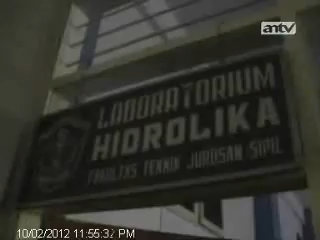 antv
LABORATORIUM
HIDROLIKA
FAKULTAS TEKNIK JURUSAN SIPIL
10/02/2012 11:55:32 PM